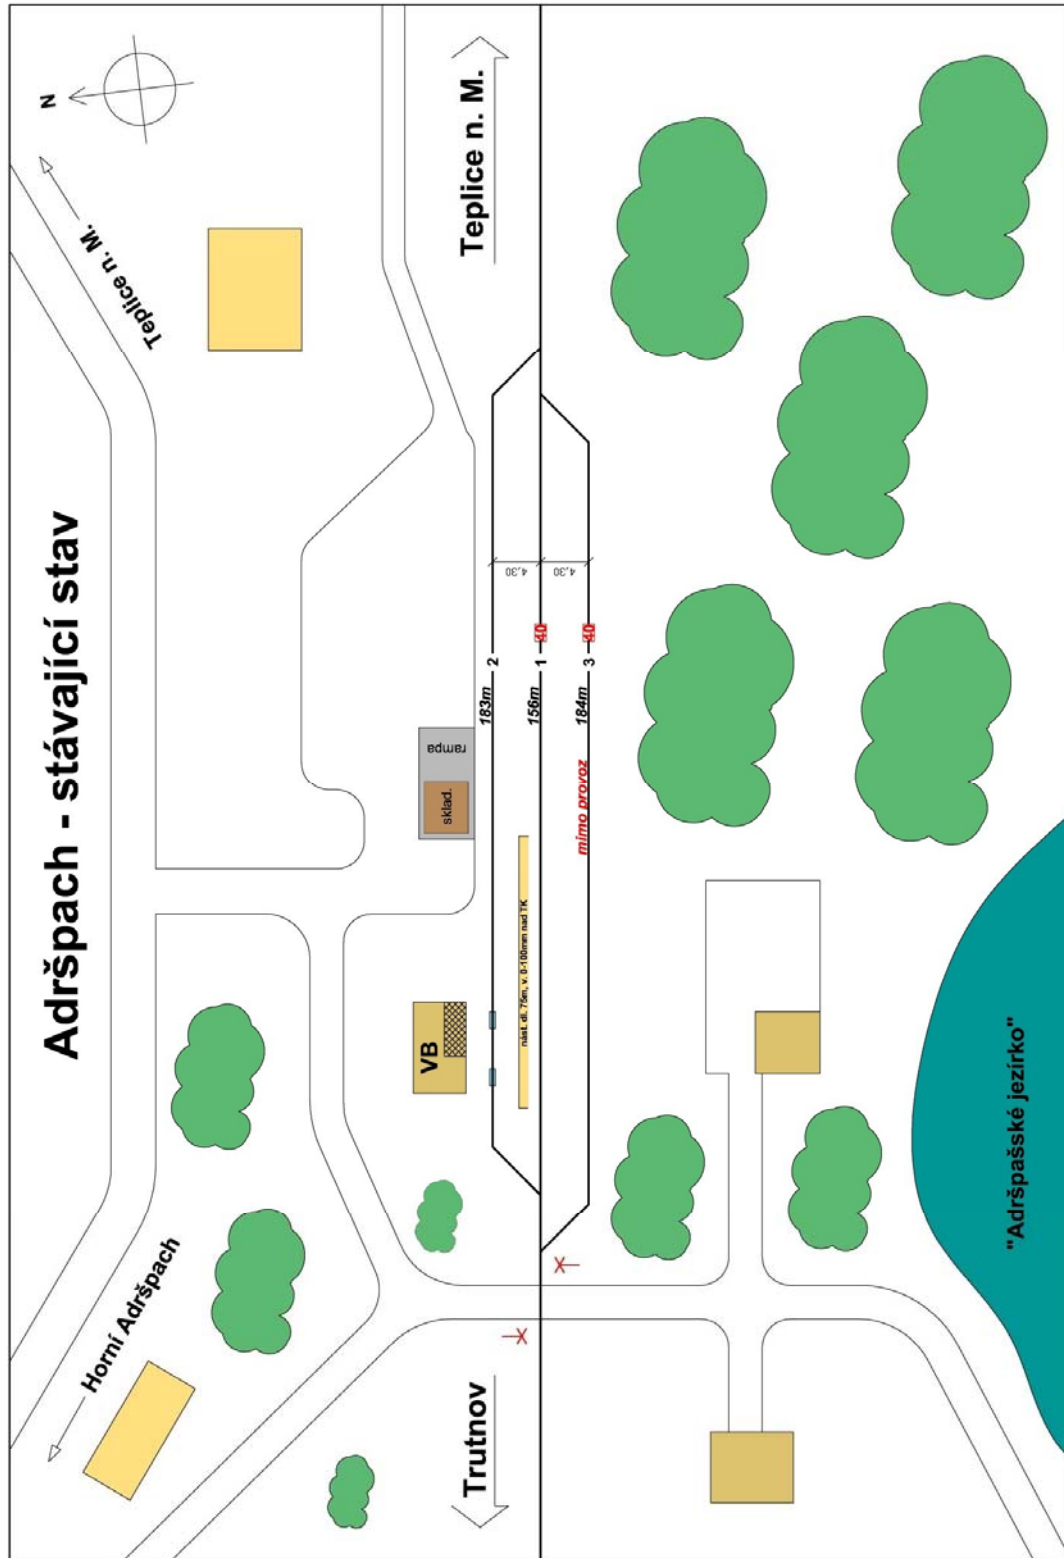 Adršpach - stávající stav
N
Teplice n. M.
Horní Adršpach
Teplice n. M.
Trutnov
rampa
sklad.
VB
183m
2
156m
1
40
184m
3
40
mimo provoz
4,30
4,30
nást. dl. 75m, v. 0-100mm nad TK
"Adršpašské jezírko"